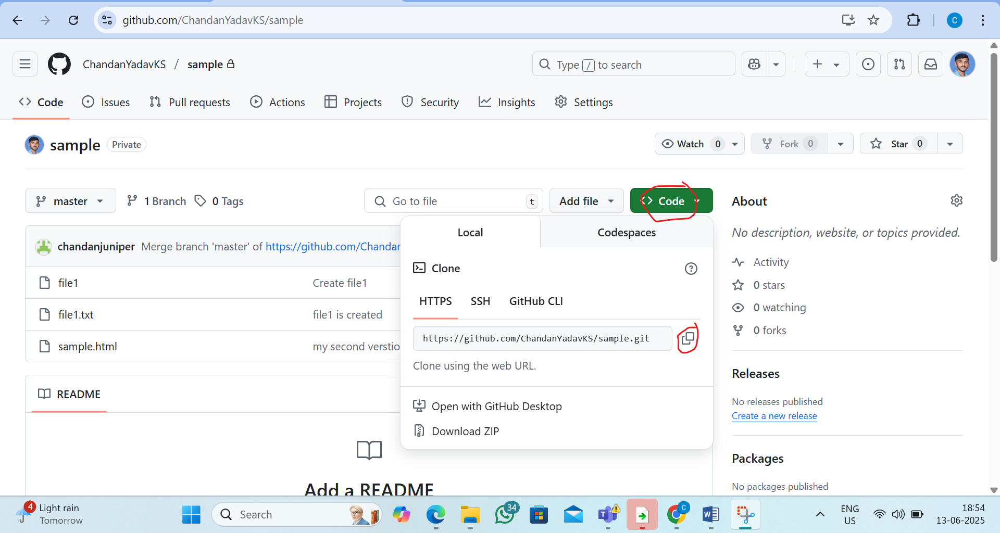 github.com/ChandanYadavKS/sample
C
ChandanYadavKS / sample
Type / to search
Code Issues Pull requests Actions Projects Security Insights Settings
sample Private
Watch 0 Fork 0 Star 0
master 1 Branch 0 Tags
Go to file t Add file Code
chandanjuniper Merge branch 'master' of https://github.com/Chandan
file1 Create file1
file1.txt file1 is created
sample.html my second verstio
README
Add a README
Local Codespaces
Clone
HTTPS SSH GitHub CLI
https://github.com/ChandanYadavKS/sample.git
Clone using the web URL.
Open with GitHub Desktop
Download ZIP
About
No description, website, or topics provided.
Activity
0 stars
0 watching
0 forks
Releases
No releases published
Create a new release
Packages
No packages published
4 Light rain
Tomorrow
Search
34
C
ENG
US
18:54
13-06-2025